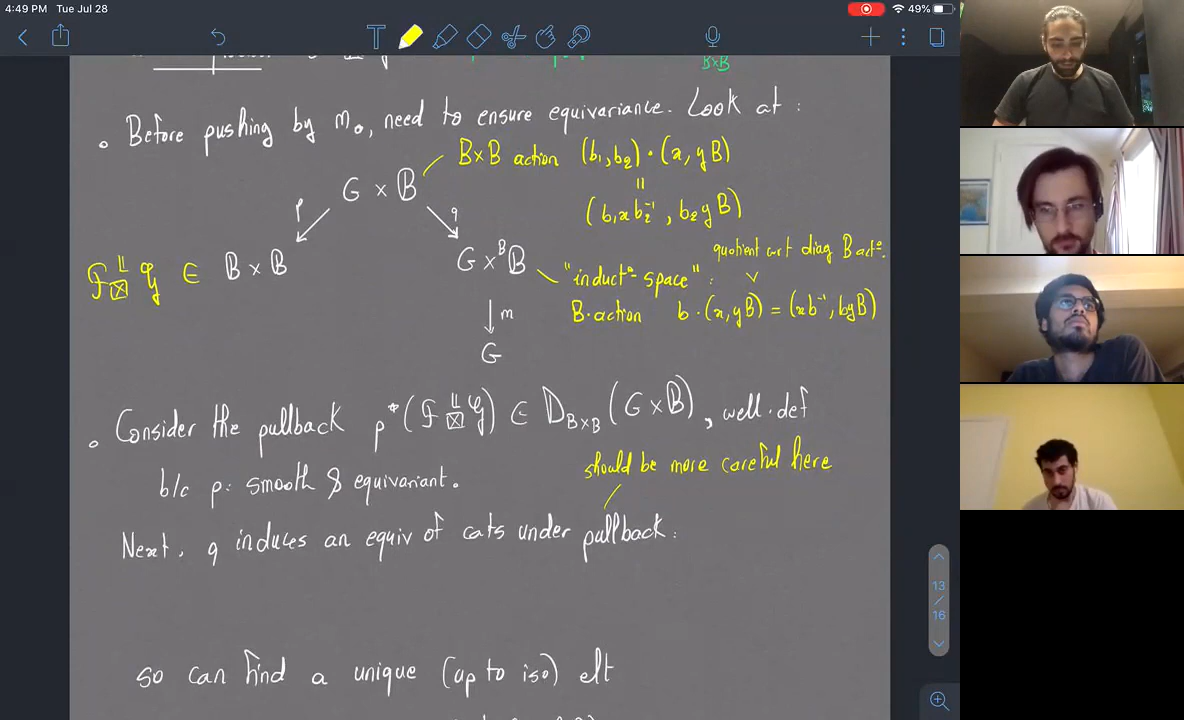 4:49 PM Tue Jul 28
49%
B×B
• Before pushing by m₀, need to ensure equivariance. Look at :
B×B action (b₁,b₂)·(x, yB)
G × 𝔹
=
p
q
(b₁xb₂⁻¹, b₂yB)
quotient wrt diag B actº.
F ⊠ᴸ G ∈ 𝔹 × 𝔹
G ×ᴮ 𝔹
"inductº space" :
B-action b·(x, yB) = (xb⁻¹, byB)
m
G
• Consider the pullback p*(F ⊠ᴸ G) ∈ D_{B×B}(G × 𝔹), well-def
should be more careful here
b/c p: smooth & equivariant.
Next, q induces an equiv of cats under pullback:
13
/
16
so can find a unique (up to iso) elt